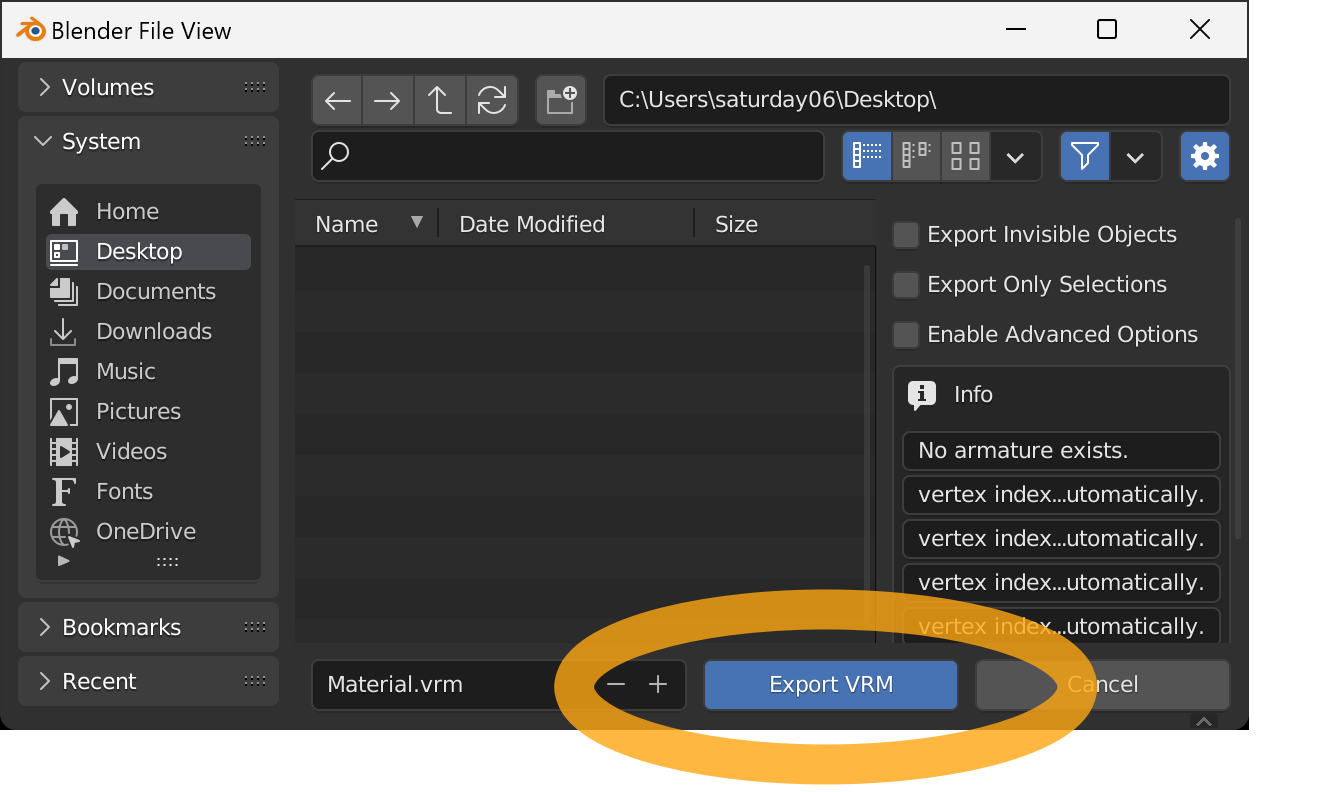 Blender File View
Volumes
System
Home
Desktop
Documents
Downloads
Music
Pictures
Videos
Fonts
OneDrive
Bookmarks
Recent
C:\Users\saturday06\Desktop\
Name Date Modified Size
Export Invisible Objects
Export Only Selections
Enable Advanced Options
Info
No armature exists.
vertex index...utomatically.
vertex index...utomatically.
vertex index...utomatically.
vertex index...utomatically.
Material.vrm
Export VRM
Cancel